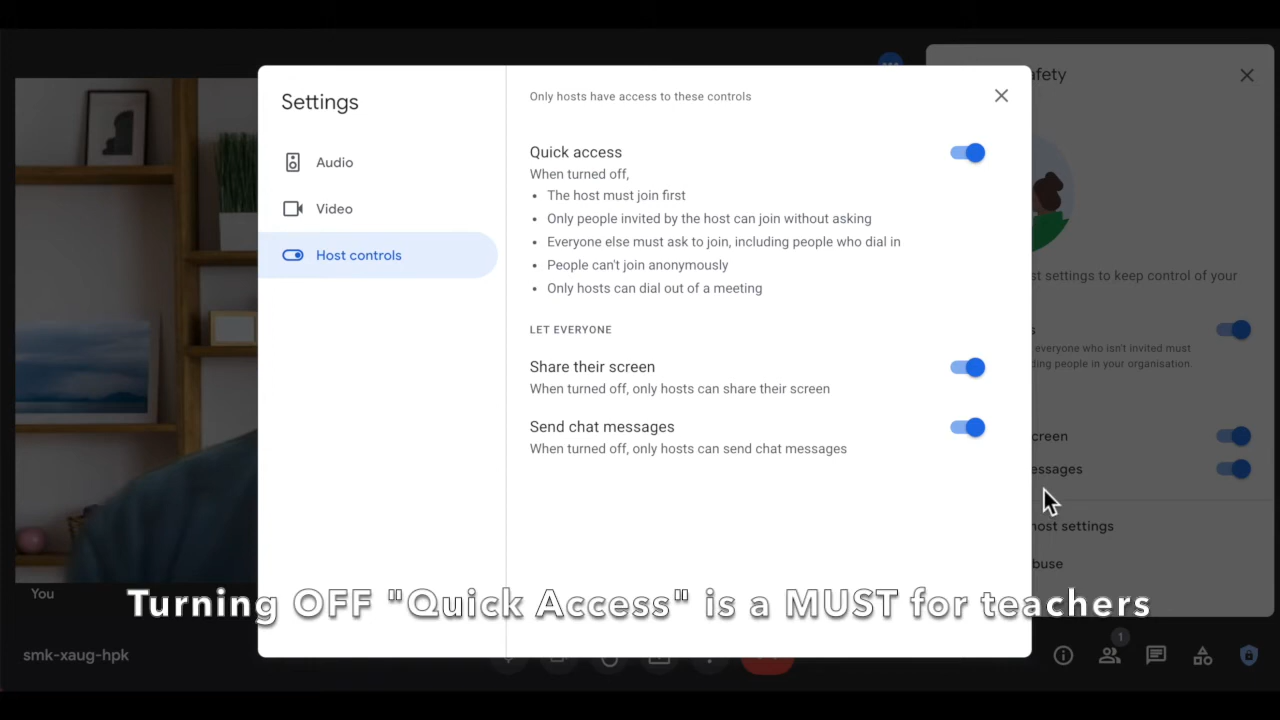 Settings
Audio
Video
Host controls
Only hosts have access to these controls
Quick access
When turned off,
• The host must join first
• Only people invited by the host can join without asking
• Everyone else must ask to join, including people who dial in
• People can't join anonymously
• Only hosts can dial out of a meeting
LET EVERYONE
Share their screen
When turned off, only hosts can share their screen
Send chat messages
When turned off, only hosts can send chat messages
afety
st settings to keep control of your
s
everyone who isn't invited must
ding people in your organisation.
creen
essages
host settings
buse
You
Turning OFF "Quick Access" is a MUST for teachers
smk-xaug-hpk
1